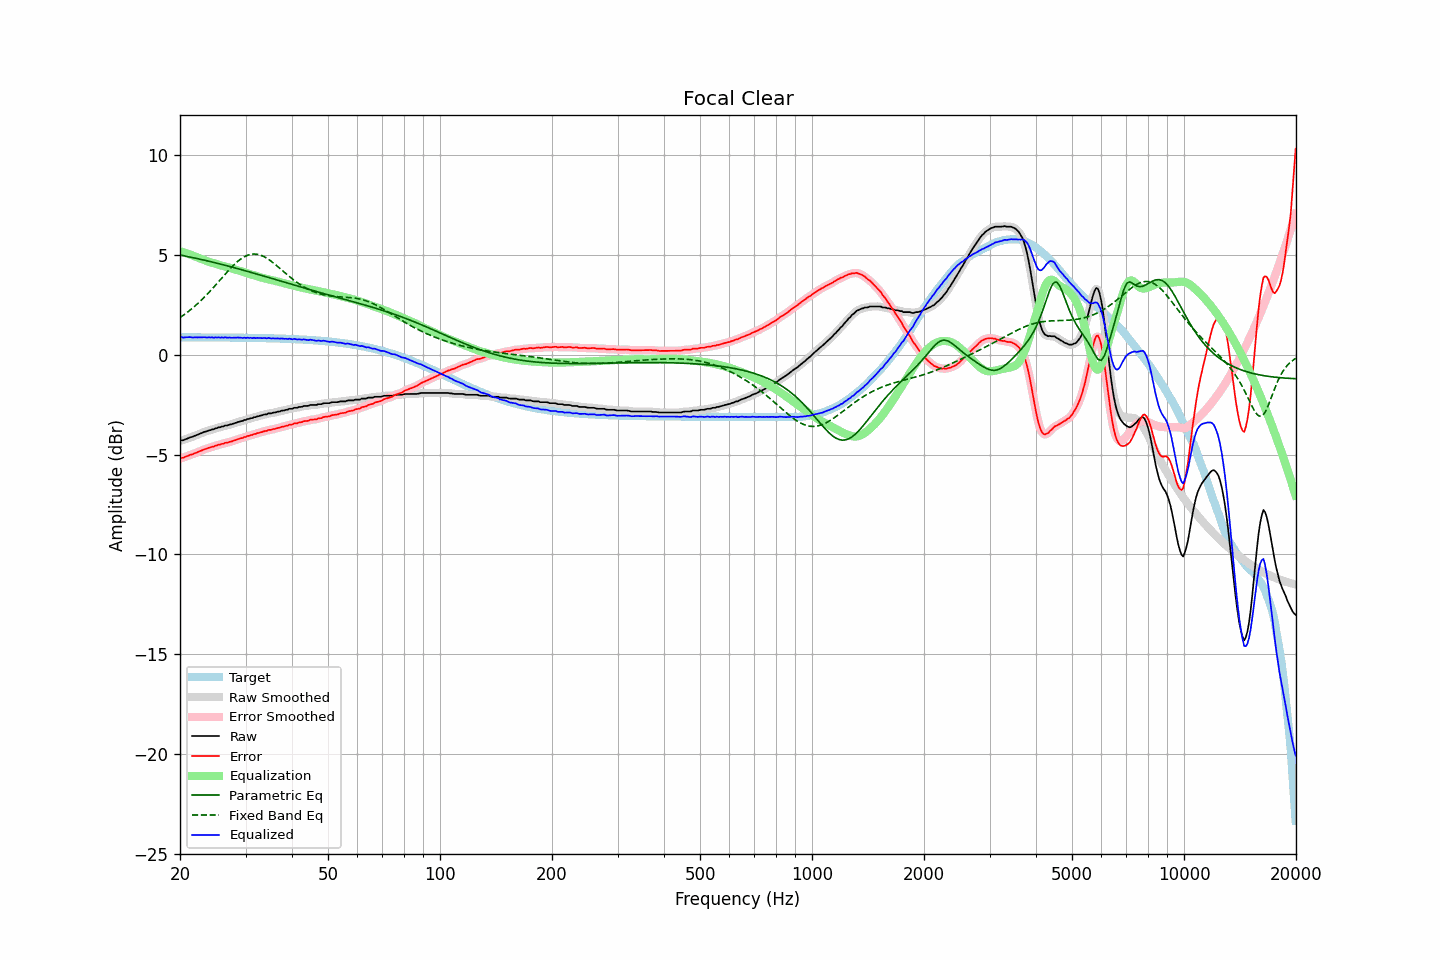 Focal Clear
Amplitude (dBr)
10
5
0
−5
−10
−15
−20
−25
Target
Raw Smoothed
Error Smoothed
Raw
Error
Equalization
Parametric Eq
Fixed Band Eq
Equalized
20 50 100 200 500 1000 2000 5000 10000 20000
Frequency (Hz)